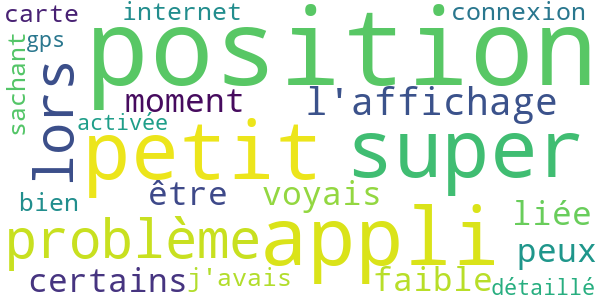 carte internet connexion
gps position
sachant lors moment l'affichage
activée petit super
bien être voyais liée
problème appli peux
certains j'avais faible détaillé